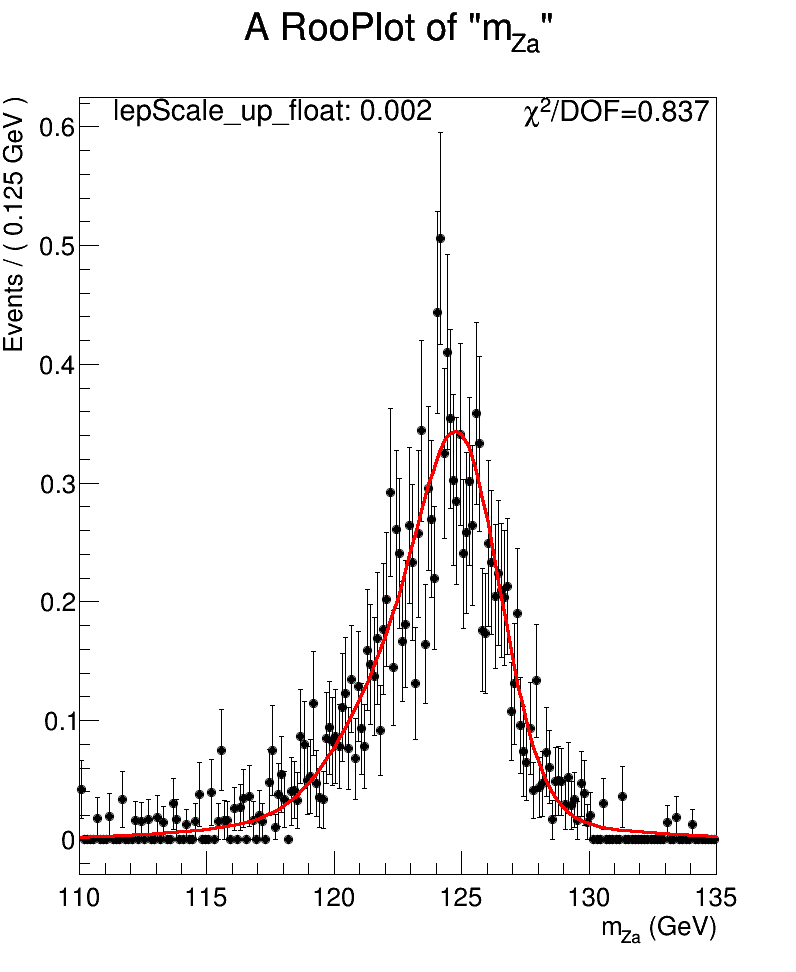 A RooPlot of "m_Za"
lepScale_up_float: 0.002
χ²/DOF=0.837
Events / ( 0.125 GeV )
0.6
0.5
0.4
0.3
0.2
0.1
0
110 115 120 125 130 135
m_Za (GeV)